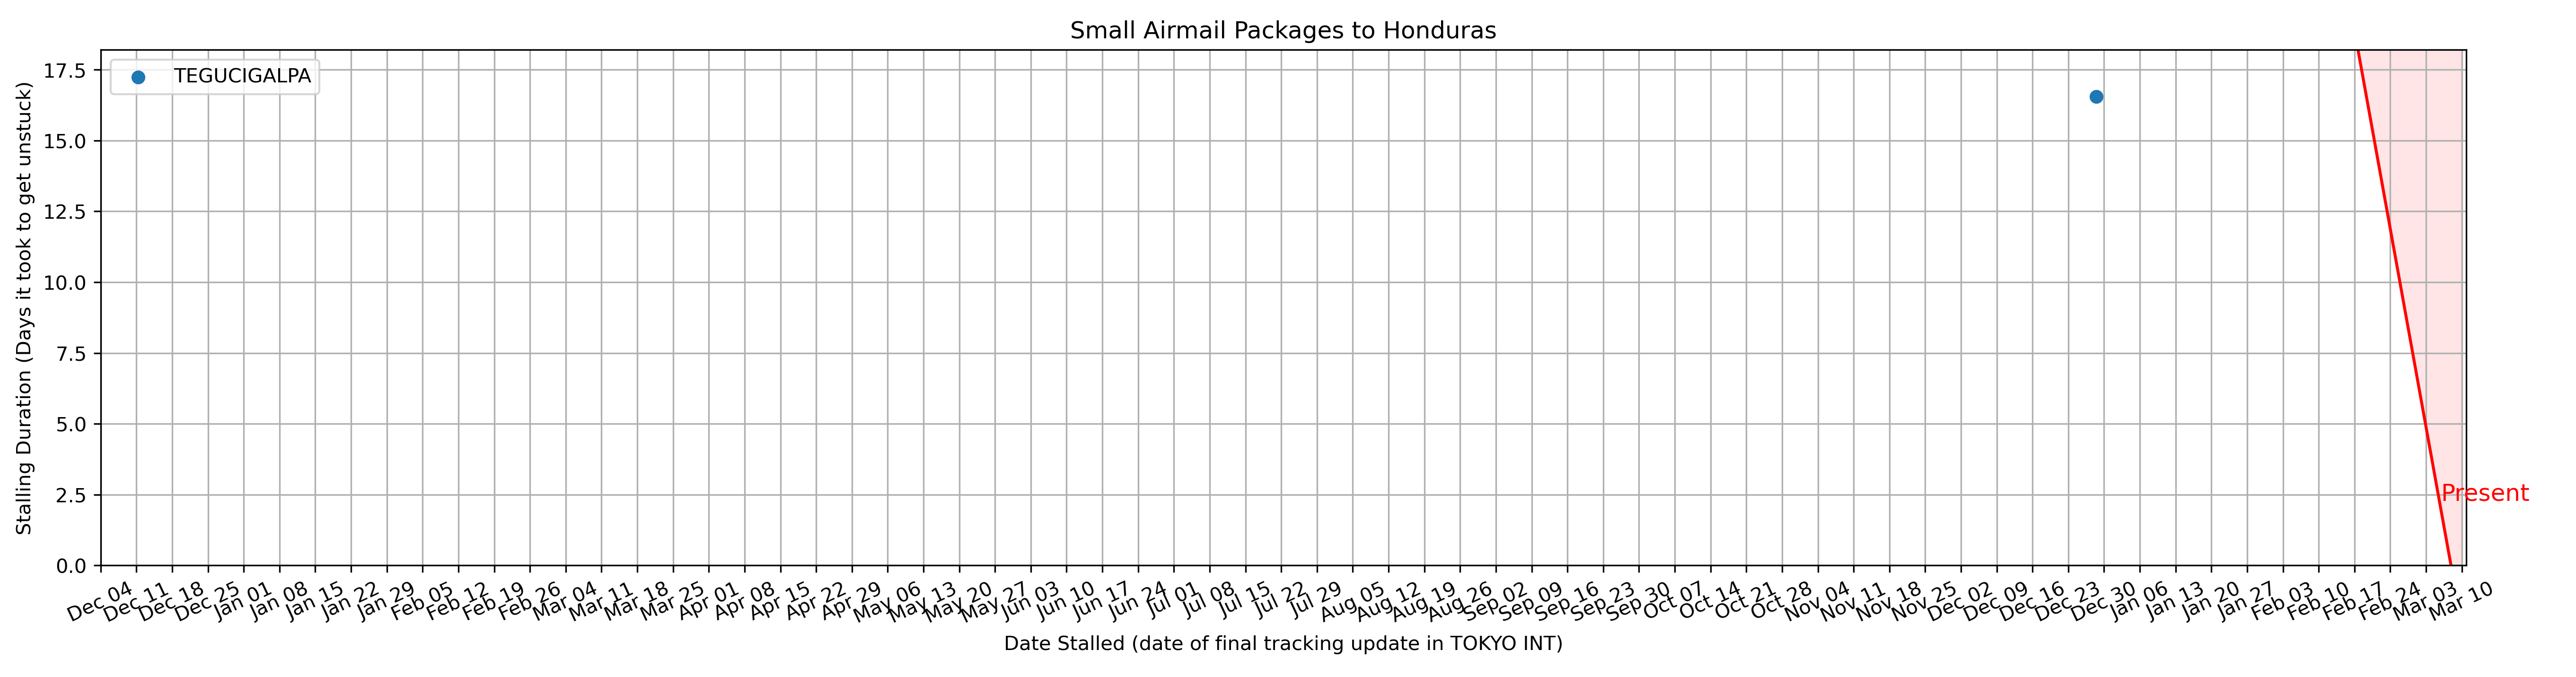 Small Airmail Packages to Honduras
TEGUCIGALPA
Stalling Duration (Days it took to get unstuck)
17.5
15.0
12.5
10.0
7.5
5.0
2.5
0.0
Present
Dec 04 Dec 11 Dec 18 Dec 25 Jan 01 Jan 08 Jan 15 Jan 22 Jan 29 Feb 05 Feb 12 Feb 19 Feb 26 Mar 04 Mar 11 Mar 18 Mar 25 Apr 01 Apr 08 Apr 15 Apr 22 Apr 29 May 06 May 13 May 20 May 27 Jun 03 Jun 10 Jun 17 Jun 24 Jul 01 Jul 08 Jul 15 Jul 22 Jul 29 Aug 05 Aug 12 Aug 19 Aug 26 Sep 02 Sep 09 Sep 16 Sep 23 Sep 30 Oct 07 Oct 14 Oct 21 Oct 28 Nov 04 Nov 11 Nov 18 Nov 25 Dec 02 Dec 09 Dec 16 Dec 23 Dec 30 Jan 06 Jan 13 Jan 20 Jan 27 Feb 03 Feb 10 Feb 17 Feb 24 Mar 03 Mar 10
Date Stalled (date of final tracking update in TOKYO INT)